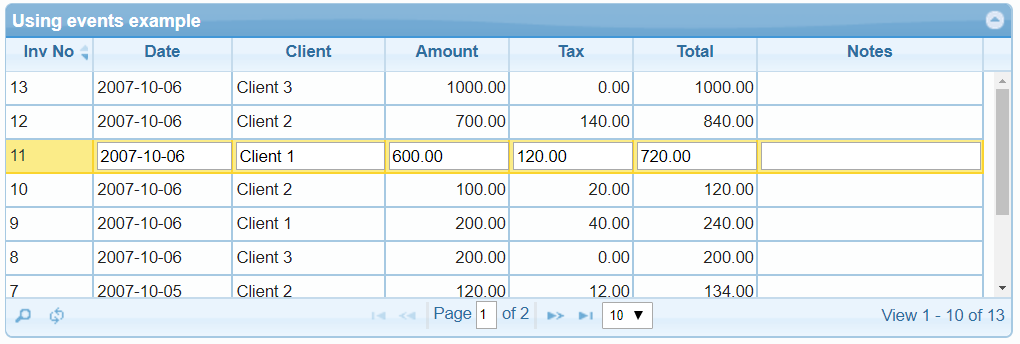 Using events example
Inv No Date Client Amount Tax Total Notes
13 2007-10-06 Client 3 1000.00 0.00 1000.00
12 2007-10-06 Client 2 700.00 140.00 840.00
11 2007-10-06 Client 1 600.00 120.00 720.00
10 2007-10-06 Client 2 100.00 20.00 120.00
9 2007-10-06 Client 1 200.00 40.00 240.00
8 2007-10-06 Client 3 200.00 0.00 200.00
7 2007-10-05 Client 2 120.00 12.00 134.00
Page 1 of 2 10 View 1 - 10 of 13